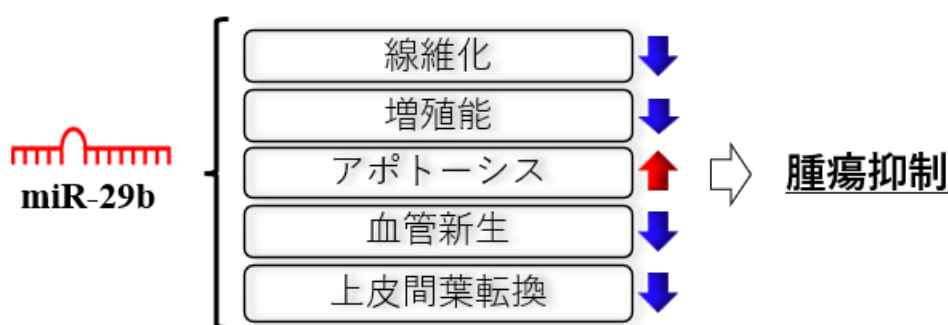 線維化
増殖能
miR-29b
アポトーシス
腫瘍抑制
血管新生
上皮間葉転換